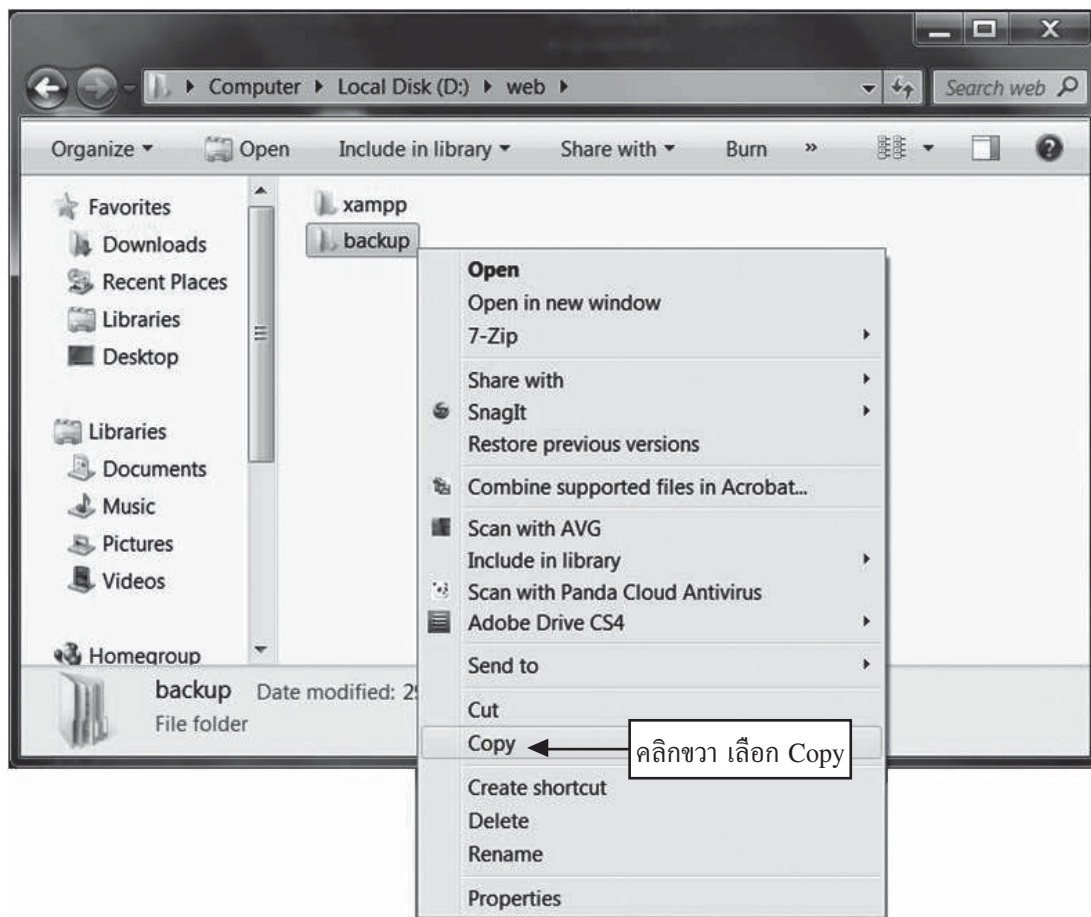 Computer Local Disk (D:) web
Search web
Organize Open Include in library Share with Burn »
Favorites
Downloads
Recent Places
Libraries
Desktop
Libraries
Documents
Music
Pictures
Videos
Homegroup
xampp
backup
Open
Open in new window
7-Zip
Share with
SnagIt
Restore previous versions
Combine supported files in Acrobat...
Scan with AVG
Include in library
Scan with Panda Cloud Antivirus
Adobe Drive CS4
Send to
Cut
Copy
คลิกขวา เลือก Copy
Create shortcut
Delete
Rename
Properties
backup Date modified:
File folder